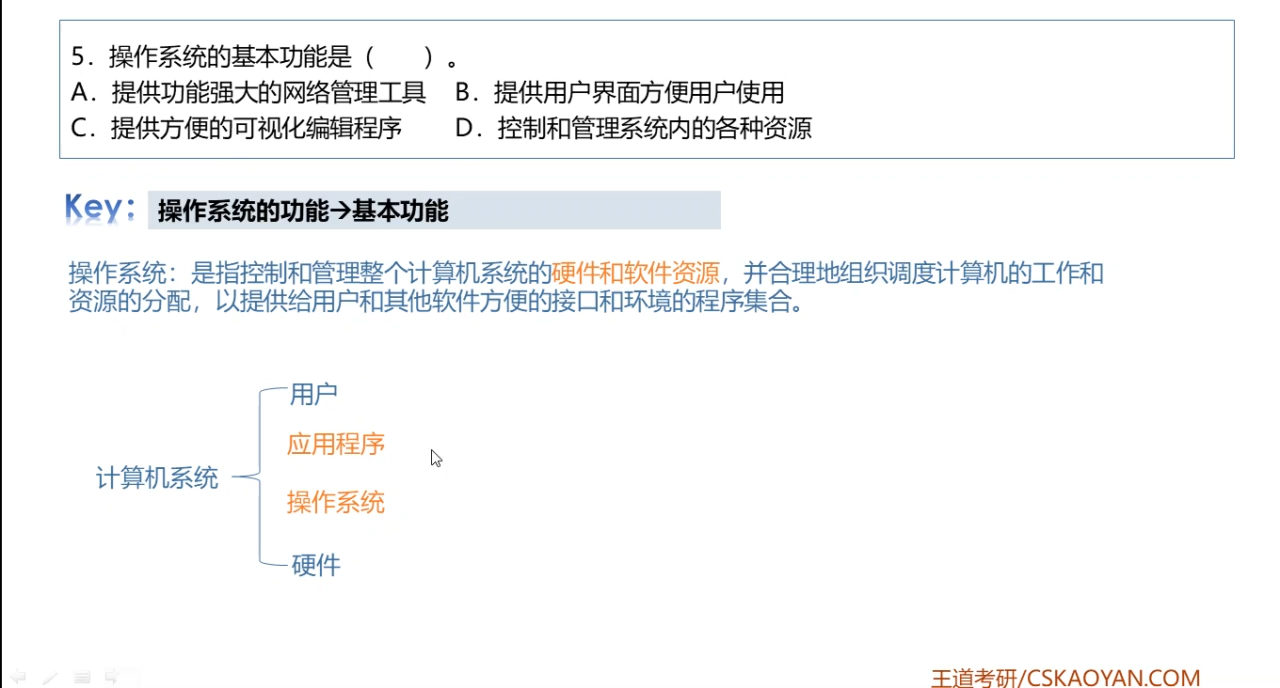 5．操作系统的基本功能是（　　）。
A．提供功能强大的网络管理工具　B．提供用户界面方便用户使用
C．提供方便的可视化编辑程序　D．控制和管理系统内的各种资源
Key： 操作系统的功能→基本功能
操作系统：是指控制和管理整个计算机系统的硬件和软件资源，并合理地组织调度计算机的工作和
资源的分配，以提供给用户和其他软件方便的接口和环境的程序集合。
用户
应用程序
计算机系统
操作系统
硬件
王道考研/CSKAOYAN.COM